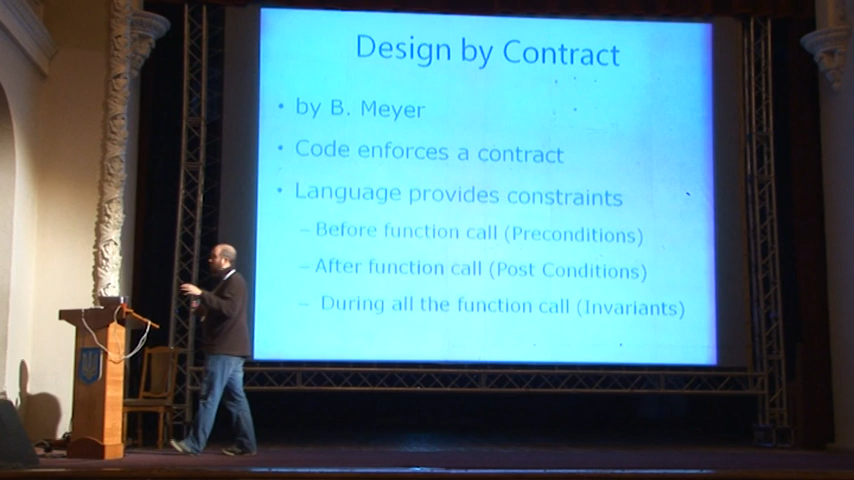 Design by Contract
• by B. Meyer
• Code enforces a contract
• Language provides constraints
– Before function call (Preconditions)
– After function call (Post Conditions)
– During all the function call (Invariants)